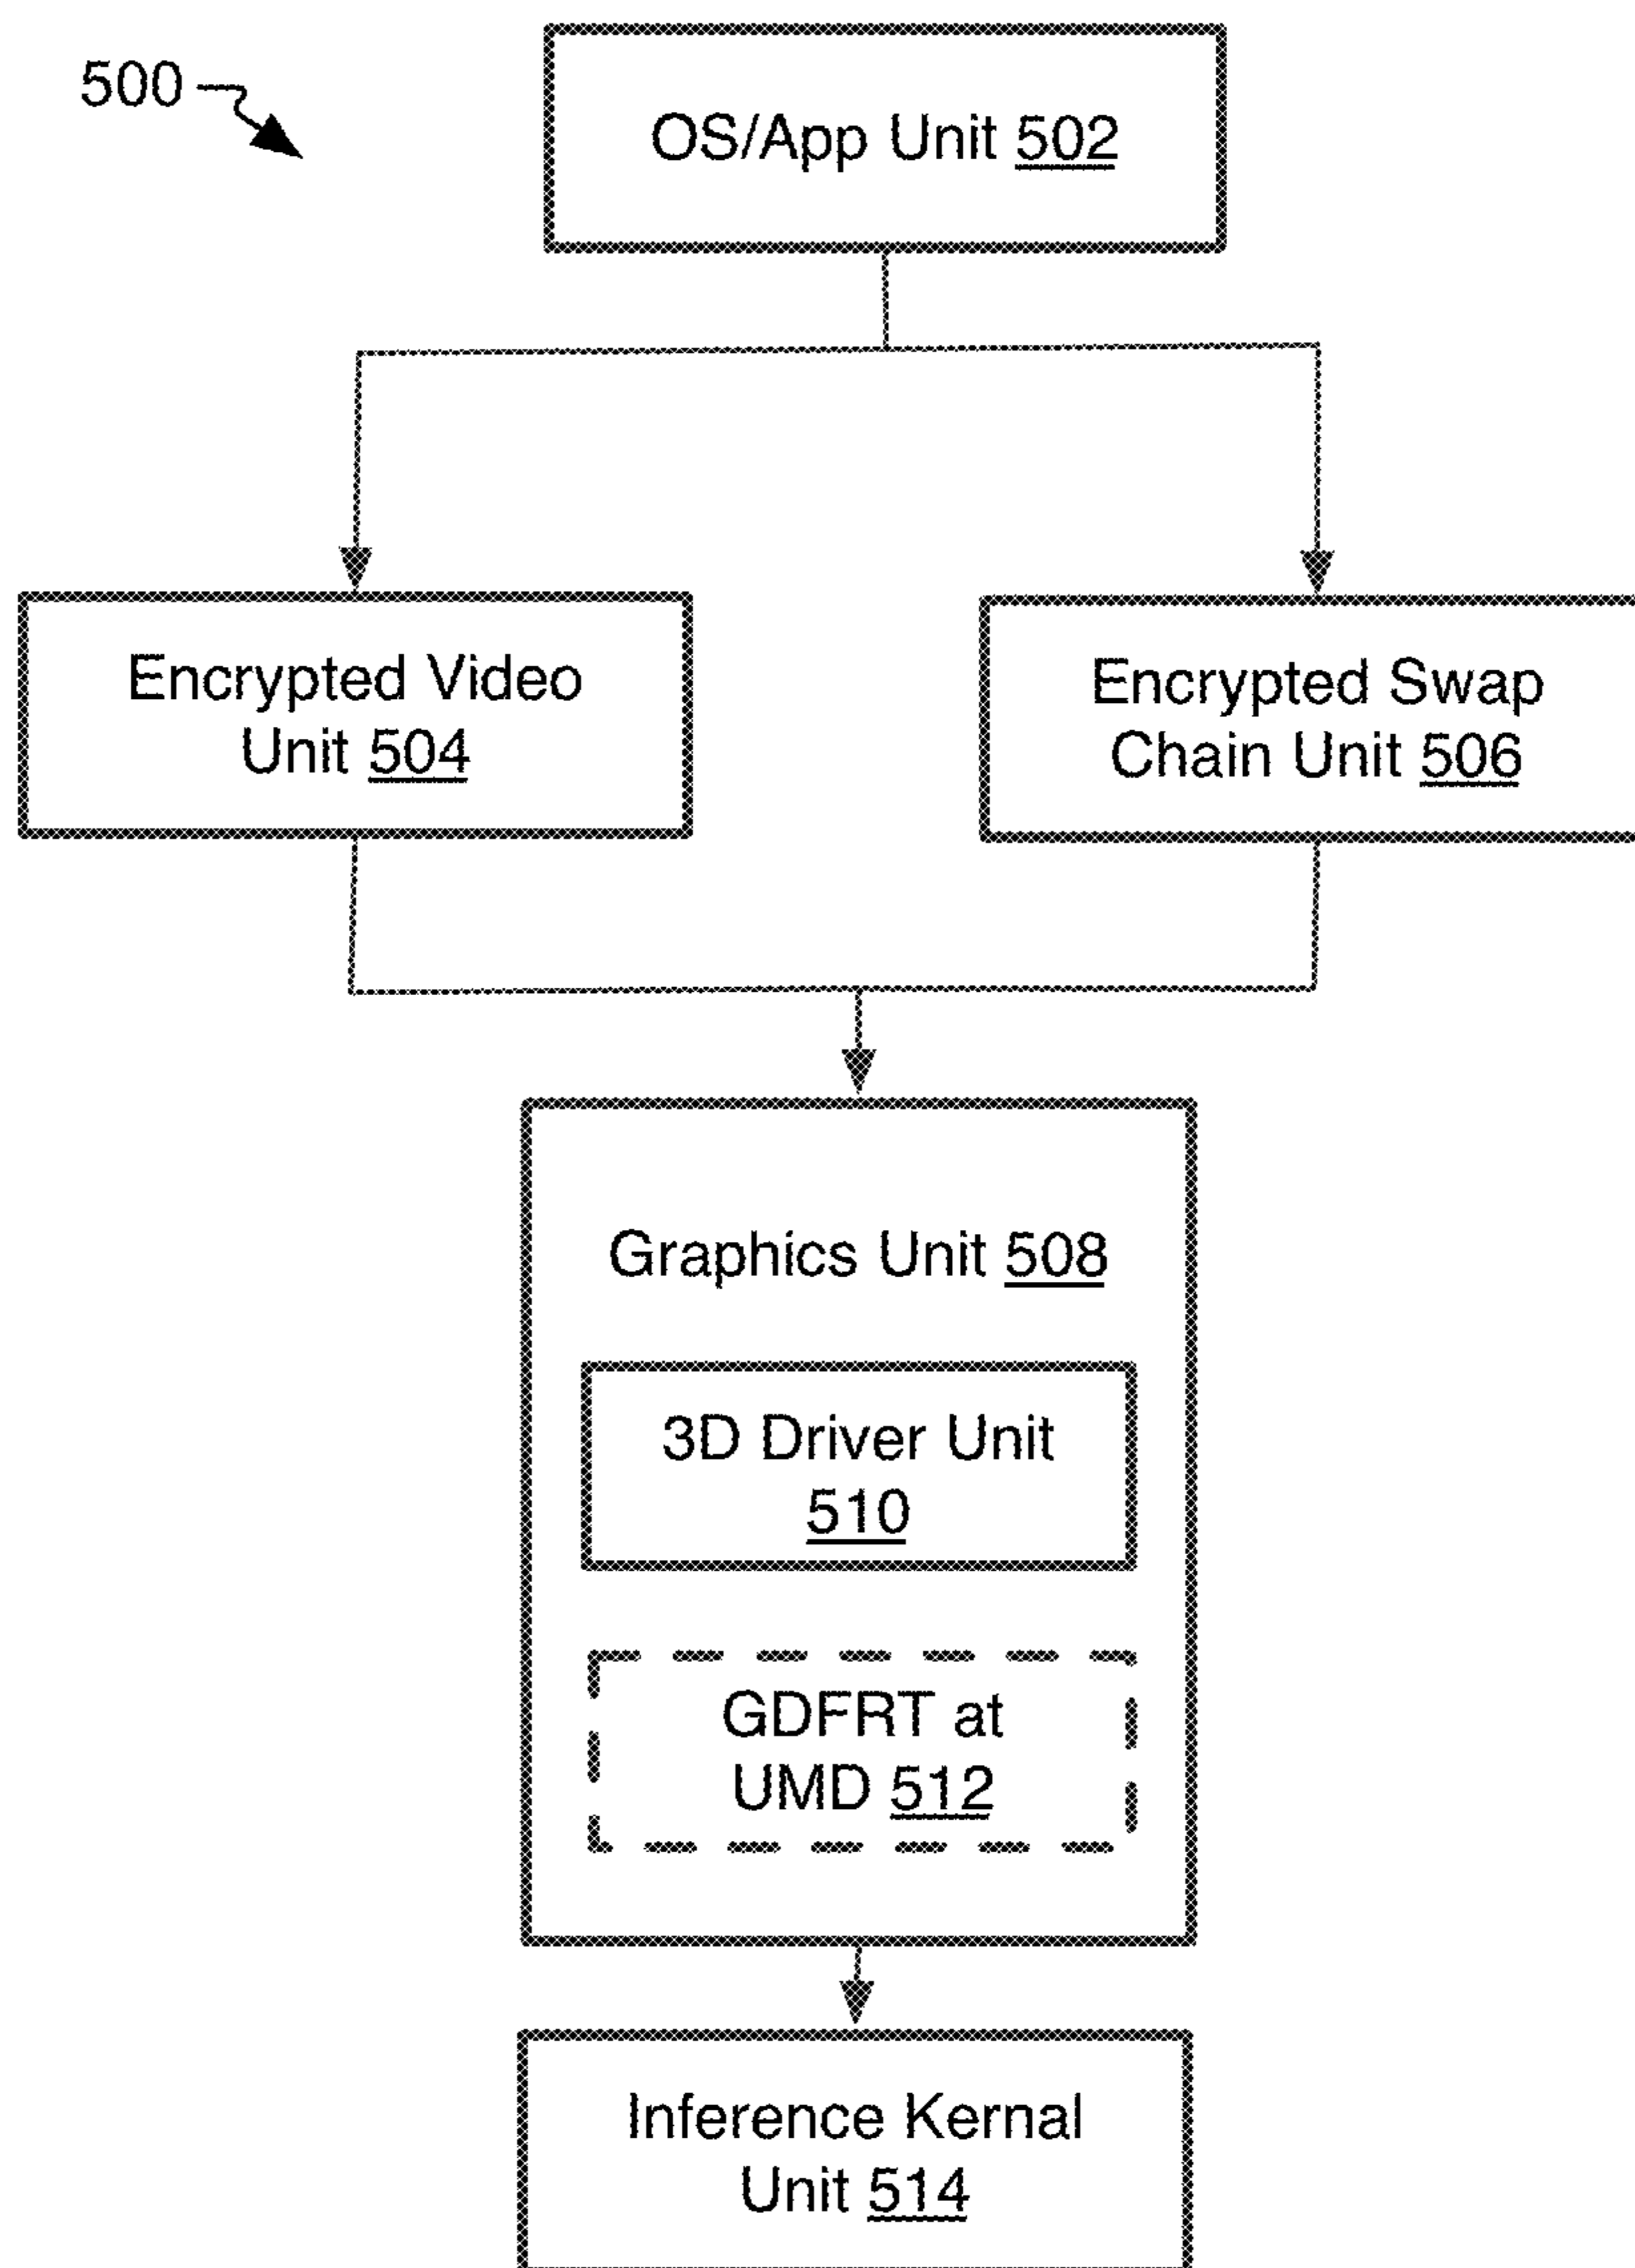 500
OS/App Unit 502
Encrypted Video
Unit 504
Encrypted Swap
Chain Unit 506
Graphics Unit 508
3D Driver Unit
510
GDFRT at
UMD 512
Inference Kernal
Unit 514